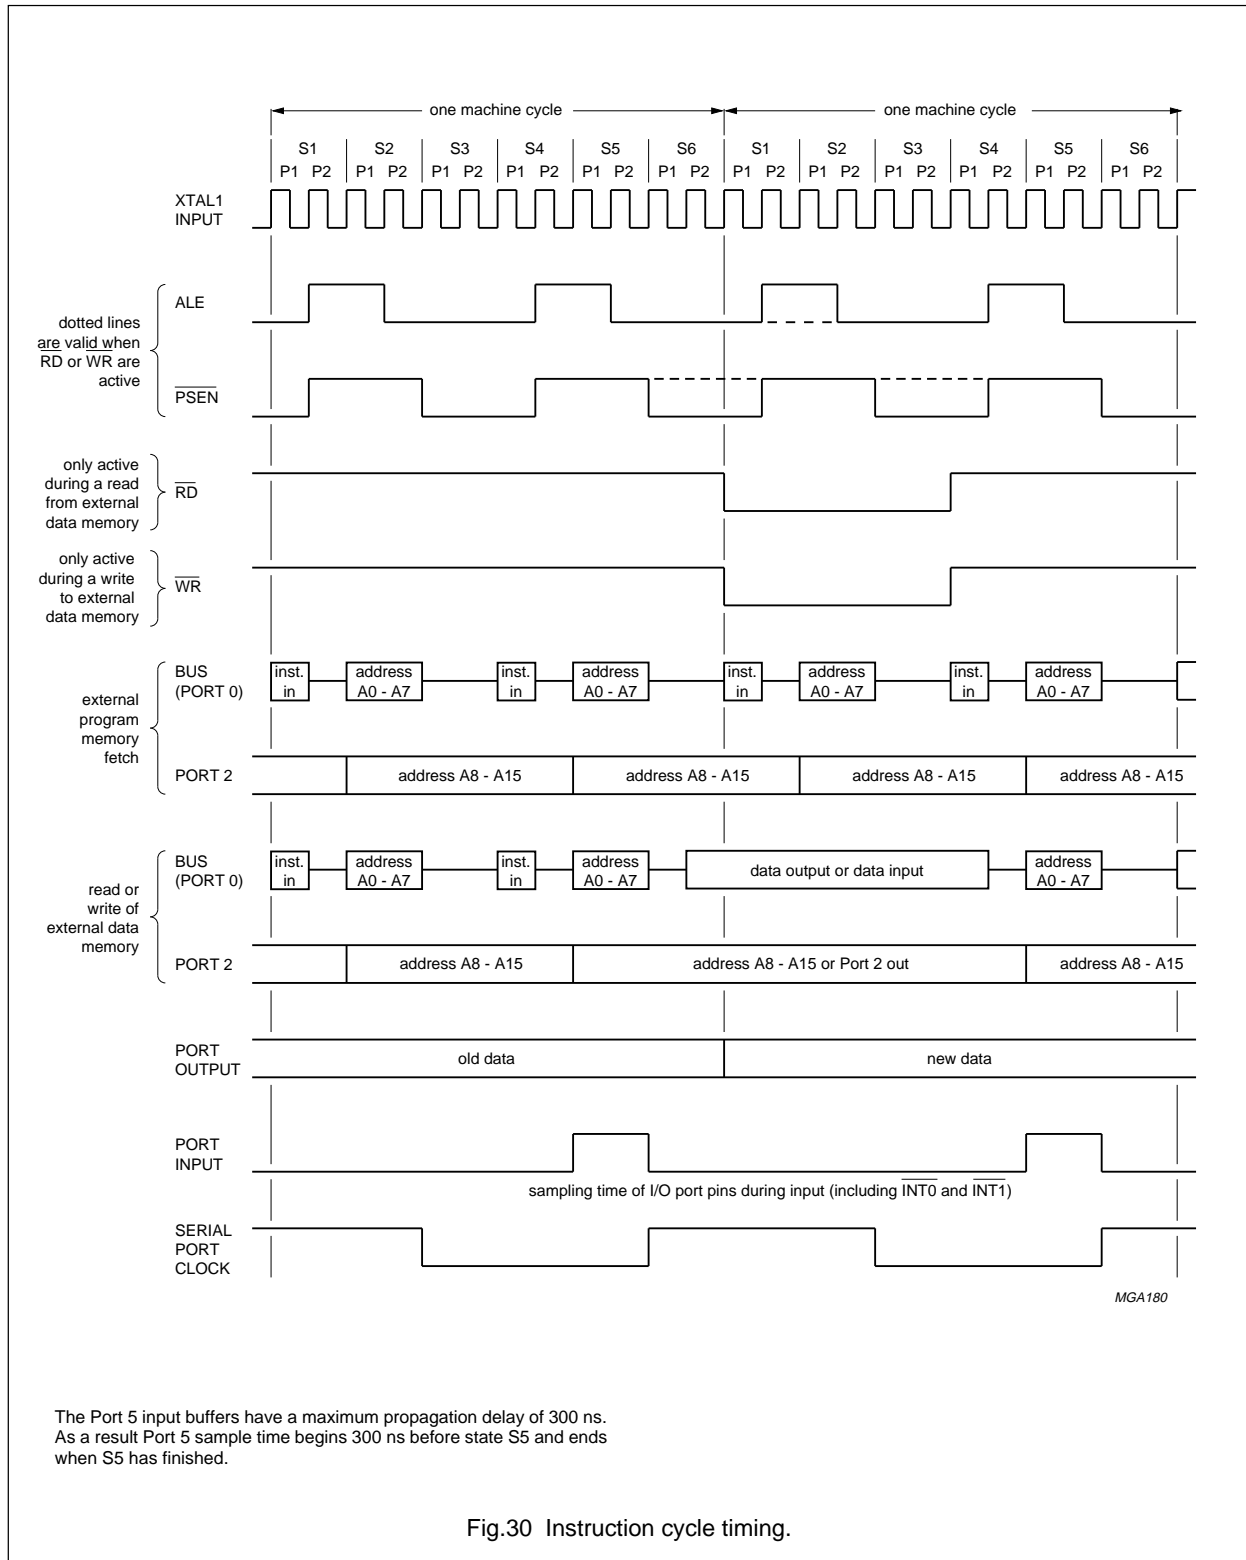 one machine cycle one machine cycle
S1 S2 S3 S4 S5 S6 S1 S2 S3 S4 S5 S6
P1 P2 P1 P2 P1 P2 P1 P2 P1 P2 P1 P2 P1 P2 P1 P2 P1 P2 P1 P2 P1 P2 P1 P2
XTAL1
INPUT
dotted lines
are valid when
RD or WR are
active
ALE
PSEN
only active
during a read
from external
data memory
RD
only active
during a write
to external
data memory
WR
external
program
memory
fetch
BUS
(PORT 0)
inst. address inst. address inst. address inst. address
in A0 - A7 in A0 - A7 in A0 - A7 in A0 - A7
PORT 2
address A8 - A15 address A8 - A15 address A8 - A15 address A8 - A15
read or
write of
external data
memory
BUS
(PORT 0)
inst. address inst. address data output or data input address
in A0 - A7 in A0 - A7 A0 - A7
PORT 2
address A8 - A15 address A8 - A15 or Port 2 out address A8 - A15
PORT
OUTPUT
old data new data
PORT
INPUT
sampling time of I/O port pins during input (including INT0 and INT1)
SERIAL
PORT
CLOCK
MGA180
The Port 5 input buffers have a maximum propagation delay of 300 ns.
As a result Port 5 sample time begins 300 ns before state S5 and ends
when S5 has finished.
Fig.30 Instruction cycle timing.